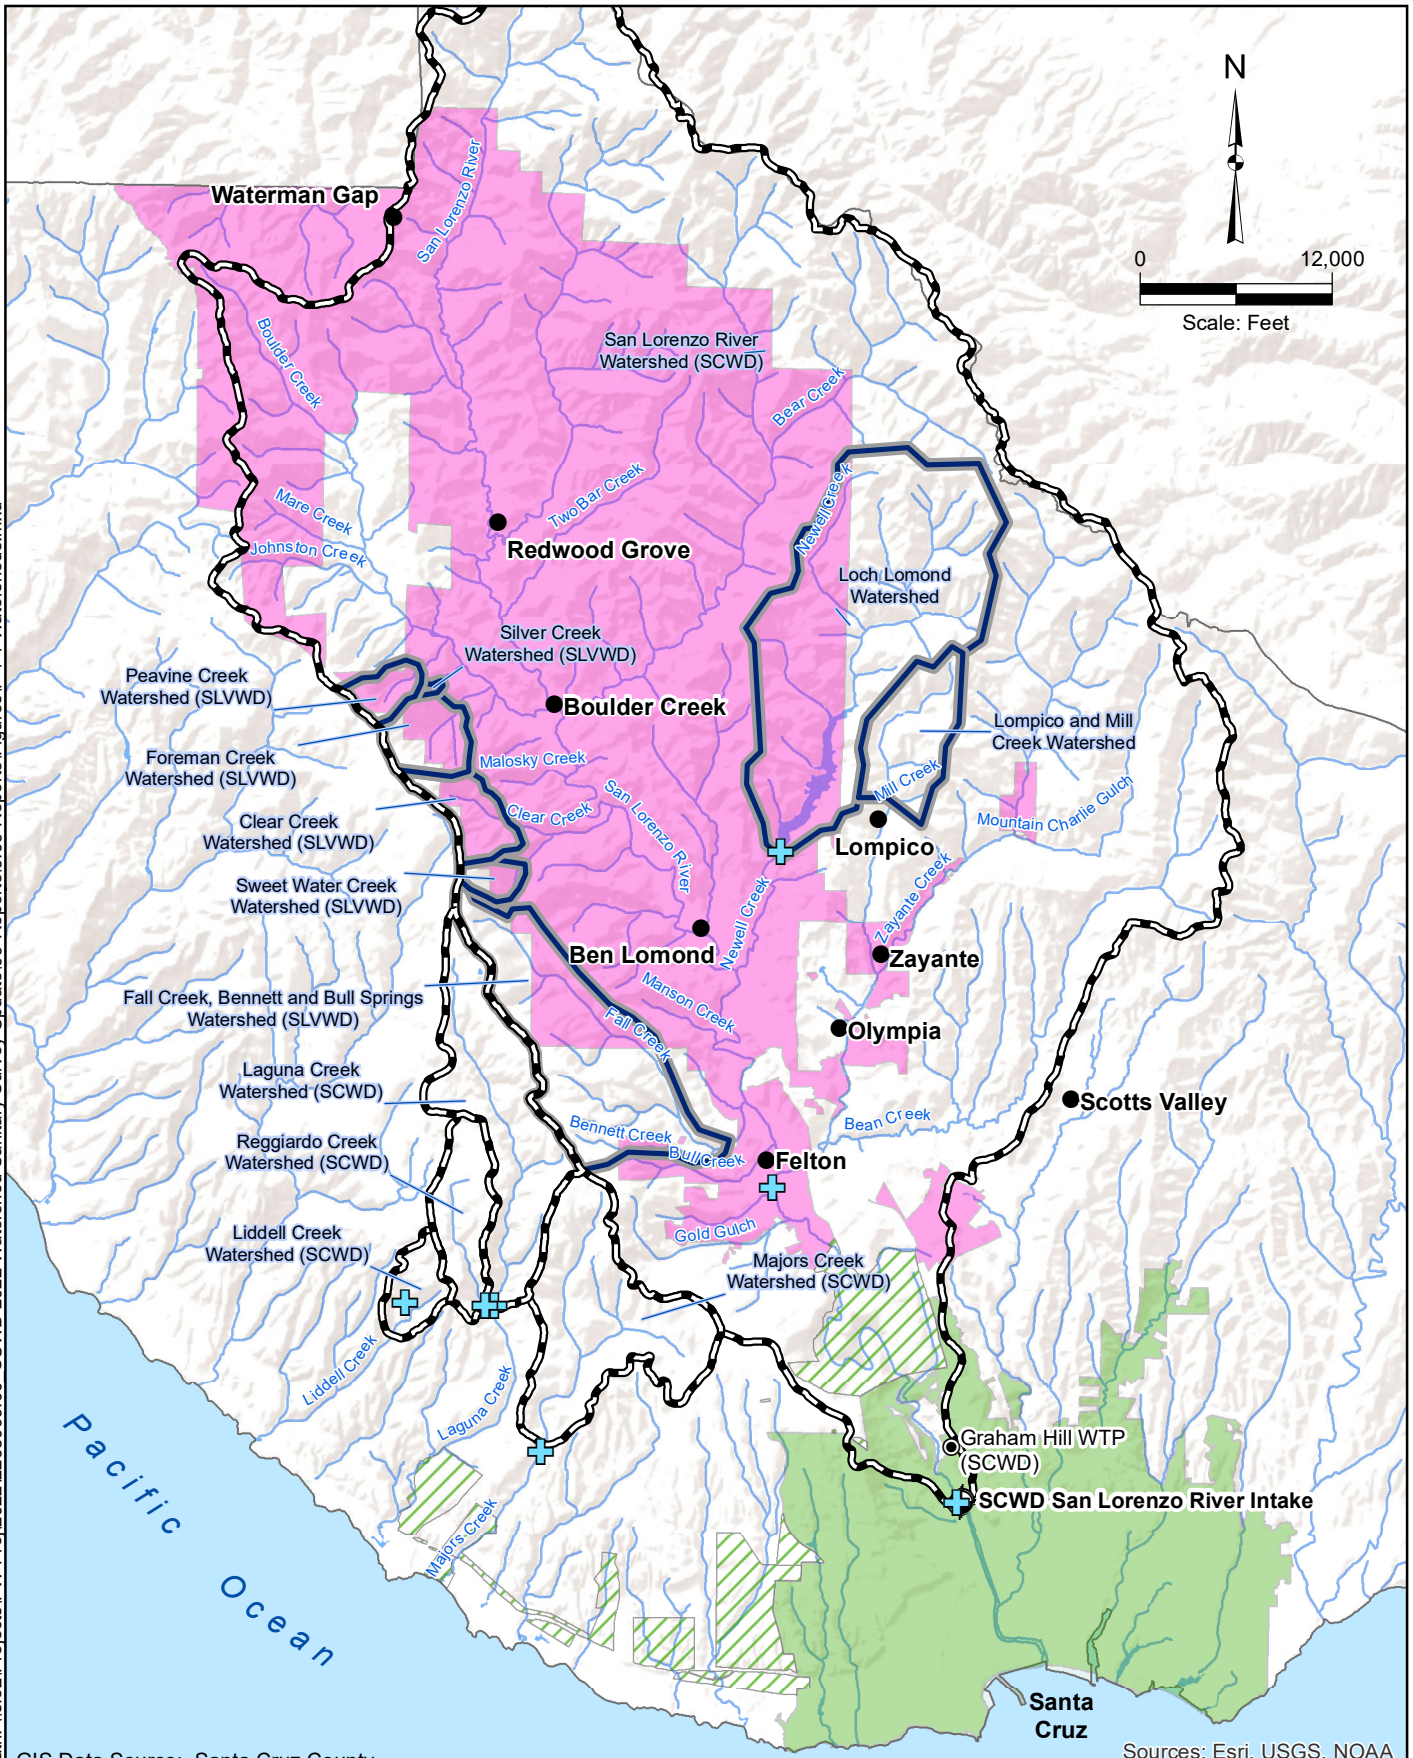 N
0 12,000
Scale: Feet
Waterman Gap
San Lorenzo River
Boulder Creek
San Lorenzo River
Watershed (SCWD)
Bear Creek
Mare Creek
Two Bar Creek
Newell Creek
Johnston Creek
Redwood Grove
Loch Lomond
Watershed
Silver Creek
Watershed (SLVWD)
Peavine Creek
Watershed (SLVWD)
Boulder Creek
Lompico and Mill
Creek Watershed
Foreman Creek
Watershed (SLVWD)
Malosky Creek
Mill Creek
Clear Creek
San Lorenzo River
Mountain Charlie Gulch
Clear Creek
Watershed (SLVWD)
Lompico
Sweet Water Creek
Watershed (SLVWD)
Newell Creek
Zayante Creek
Ben Lomond
Zayante
Fall Creek, Bennett and Bull Springs
Watershed (SLVWD)
Manson Creek
Fall Creek
Olympia
Laguna Creek
Watershed (SCWD)
Scotts Valley
Bean Creek
Bennett Creek
Bull Creek
Reggiardo Creek
Watershed (SCWD)
Felton
Gold Gulch
Liddell Creek
Watershed (SCWD)
Majors Creek
Watershed (SCWD)
Liddell Creek
Laguna Creek
Graham Hill WTP
(SCWD)
SCWD San Lorenzo River Intake
Majors Creek
Pacific
Ocean
Santa
Cruz
GIS Data Source: Santa Cruz County
Sources: Esri, USGS, NOAA